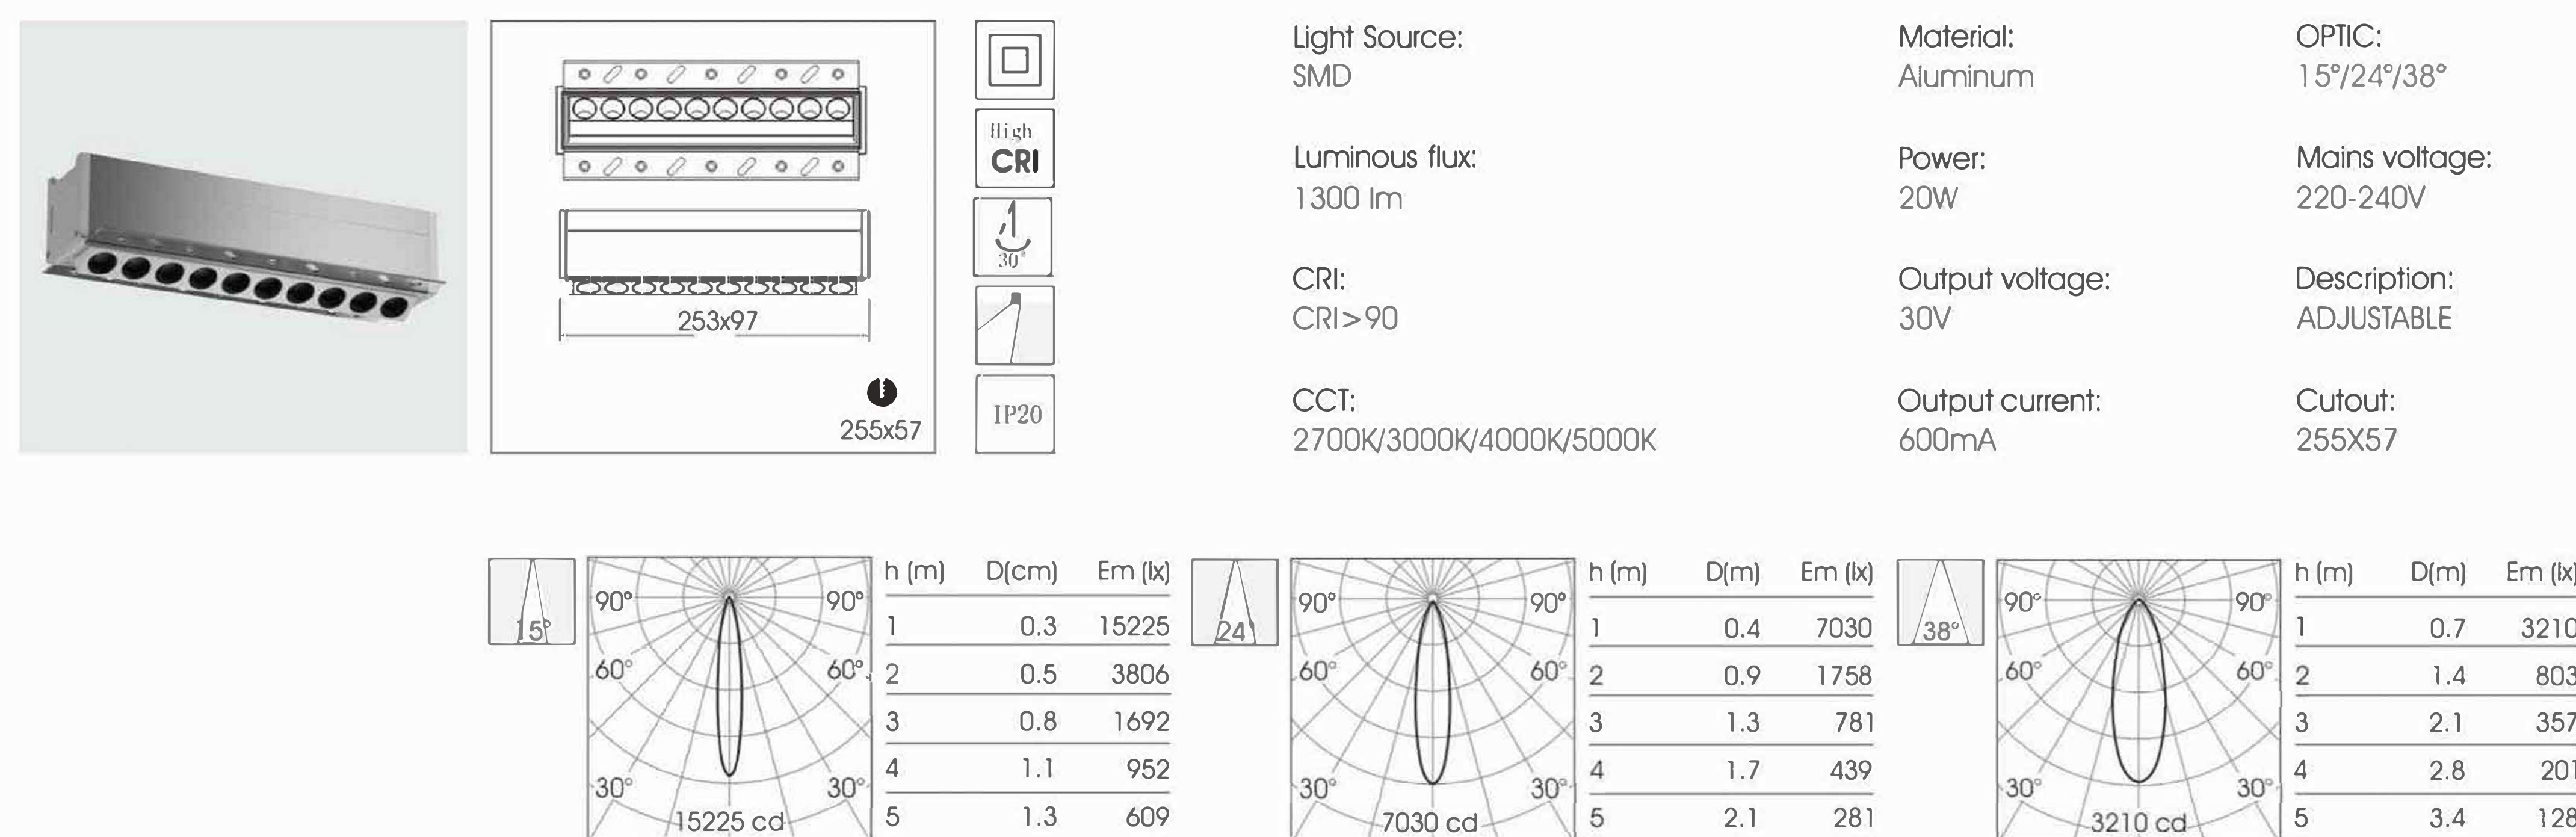 253x97
255x57
High
CRI
30°
IP20
Light Source:
SMD
Luminous flux:
1300 lm
CRI:
CRI>90
CCT:
2700K/3000K/4000K/5000K
Material:
Aluminum
Power:
20W
Output voltage:
30V
Output current:
600mA
OPTIC:
15°/24°/38°
Mains voltage:
220-240V
Description:
ADJUSTABLE
Cutout:
255X57
15°
90° 90°
60° 60°
30° 30°
15225 cd
h (m) D(cm) Em (lx)
1 0.3 15225
2 0.5 3806
3 0.8 1692
4 1.1 952
5 1.3 609
24°
90° 90°
60° 60°
30° 30°
7030 cd
h (m) D(m) Em (lx)
1 0.4 7030
2 0.9 1758
3 1.3 781
4 1.7 439
5 2.1 281
38°
90° 90°
60° 60°
30° 30°
3210 cd
h (m) D(m) Em (lx)
1 0.7 3210
2 1.4 803
3 2.1 357
4 2.8 201
5 3.4 128